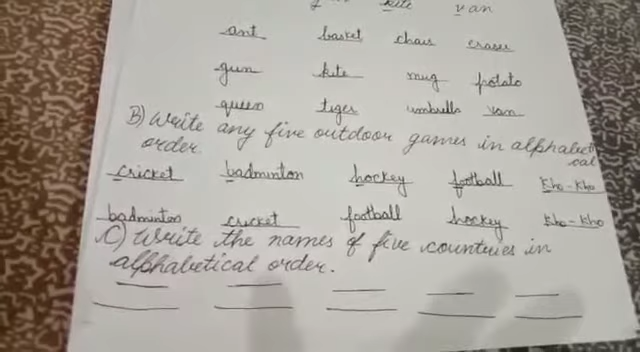 kite van
ant basket chair eraser
gun kite mug potato
queen tiger umbrella van
B) Write any five outdoor games in alphabetical
order.
cricket badminton hockey football Kho-Kho
badminton cricket football hockey Kho-Kho
C) Write the names of five countries in
alphabetical order.